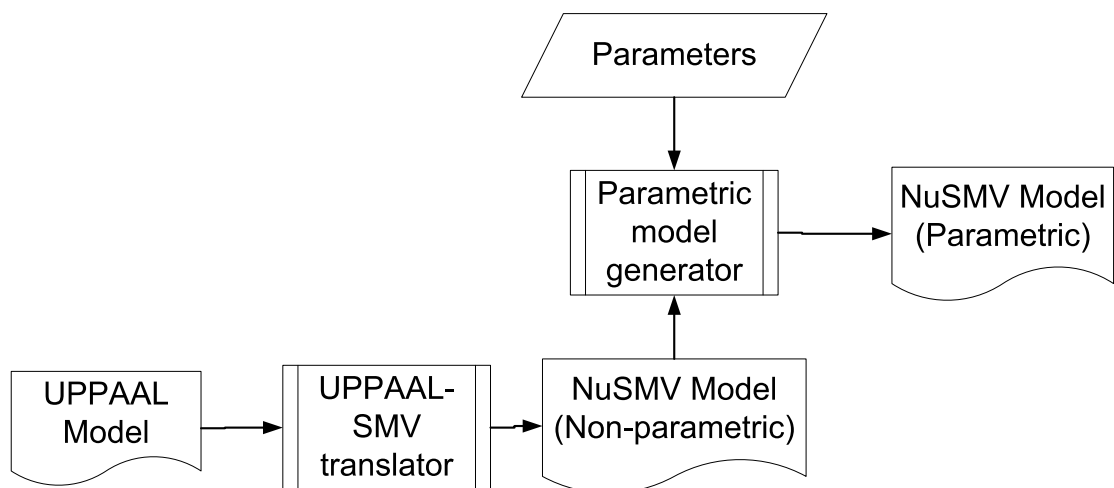 Parameters
Parametric
model
generator
NuSMV Model
(Parametric)
UPPAAL
Model
UPPAAL-
SMV
translator
NuSMV Model
(Non-parametric)